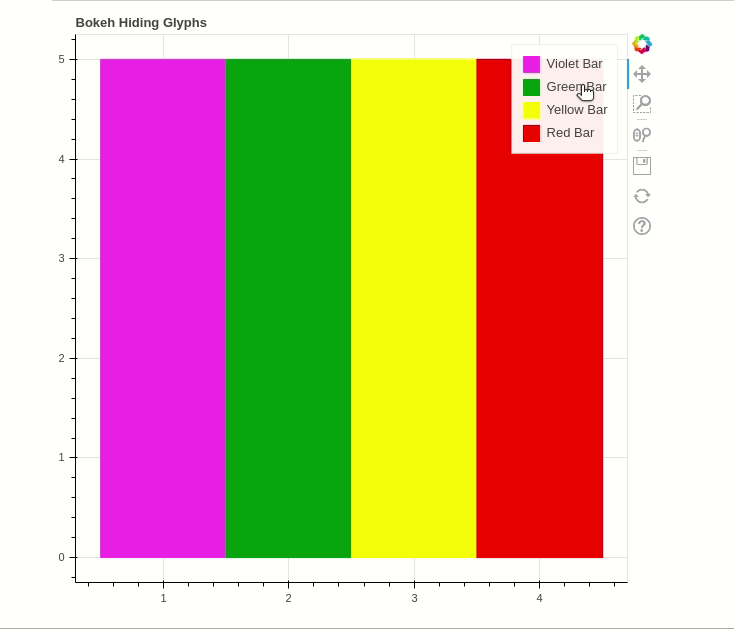 Bokeh Hiding Glyphs
Violet Bar
Green Bar
Yellow Bar
Red Bar
5
4
3
2
1
0
1 2 3 4